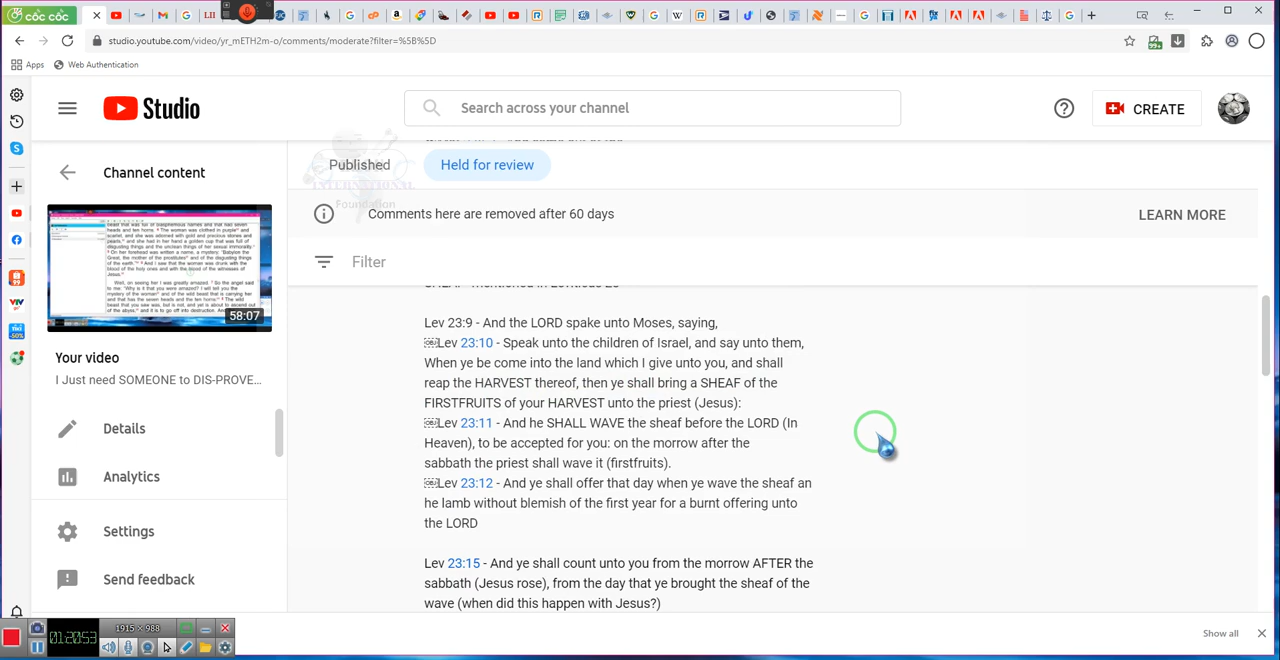 cốc cốc
studio.youtube.com/video/yr_mETH2m-o/comments/moderate?filter=%5B%5D
99+
Apps Web Authentication
Studio
Search across your channel
CREATE
Channel content
58:07
Your video
I Just need SOMEONE to DIS-PROVE...
Details
Analytics
Settings
Send feedback
Published Held for review
INTERNATIONAL
Foundation
Comments here are removed after 60 days LEARN MORE
Filter
Lev 23:9 - And the LORD spake unto Moses, saying,
Lev 23:10 - Speak unto the children of Israel, and say unto them,
When ye be come into the land which I give unto you, and shall
reap the HARVEST thereof, then ye shall bring a SHEAF of the
FIRSTFRUITS of your HARVEST unto the priest (Jesus):
Lev 23:11 - And he SHALL WAVE the sheaf before the LORD (In
Heaven), to be accepted for you: on the morrow after the
sabbath the priest shall wave it (firstfruits).
Lev 23:12 - And ye shall offer that day when ye wave the sheaf an
he lamb without blemish of the first year for a burnt offering unto
the LORD
Lev 23:15 - And ye shall count unto you from the morrow AFTER the
sabbath (Jesus rose), from the day that ye brought the sheaf of the
wave (when did this happen with Jesus?)
1915 x 988
01:20:53
Show all